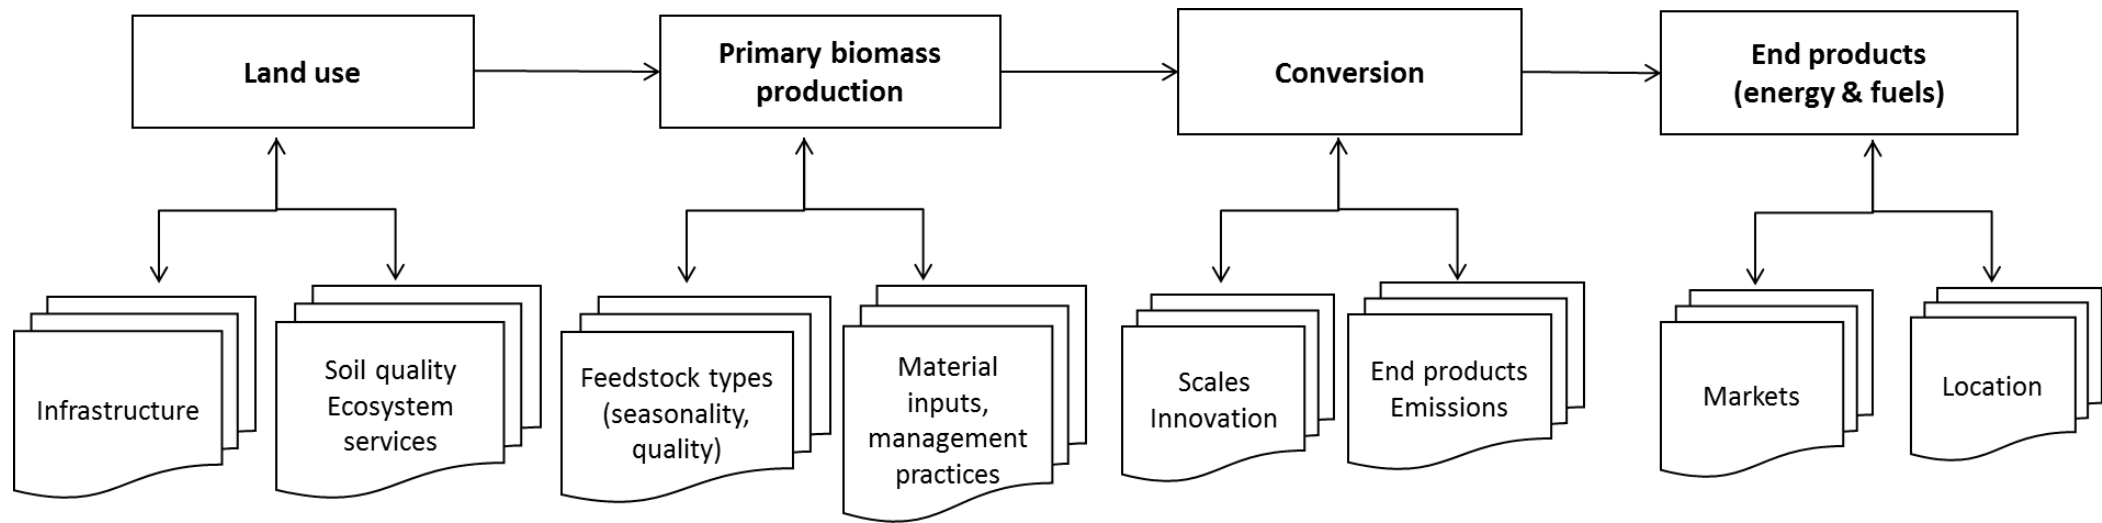 Land use
Primary biomass
production
Conversion
End products
(energy & fuels)
Infrastructure
Soil quality
Ecosystem
services
Feedstock types
(seasonality,
quality)
Material
inputs,
management
practices
Scales
Innovation
End products
Emissions
Markets
Location